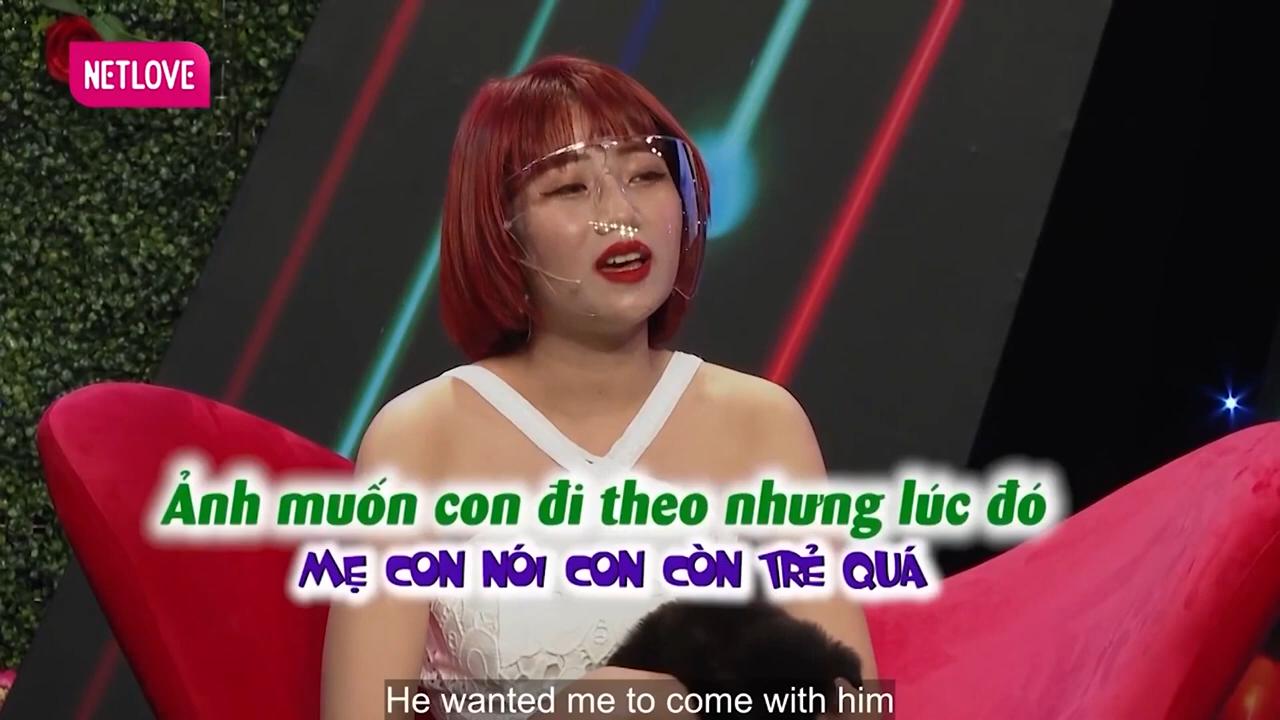 NETLOVE
Ảnh muốn con đi theo nhưng lúc đó
MẸ CON NÓI CON CÒN TRẺ QUÁ
He wanted me to come with him